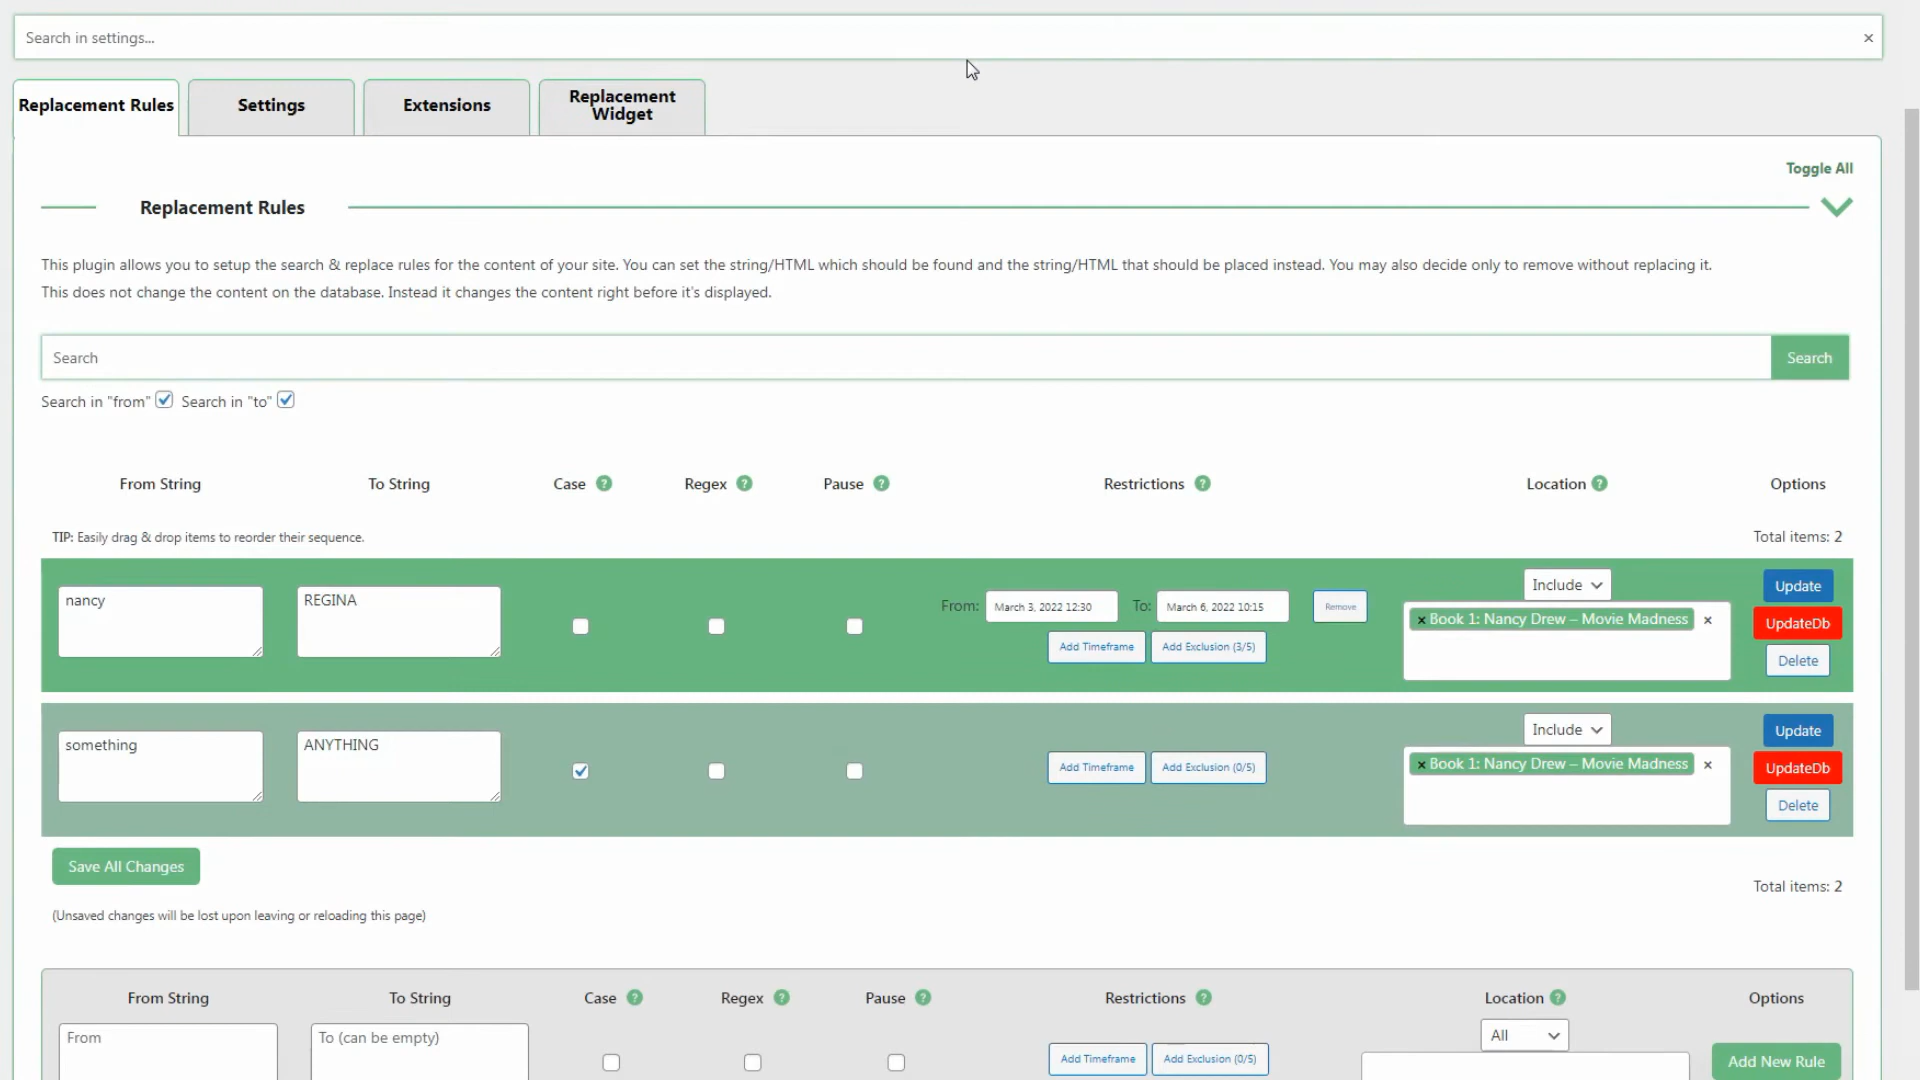 Search in settings...
×
Replacement Rules
Settings
Extensions
Replacement Widget
Toggle All
Replacement Rules
This plugin allows you to setup the search & replace rules for the content of your site. You can set the string/HTML which should be found and the string/HTML that should be placed instead. You may also decide only to remove without replacing it.
This does not change the content on the database. Instead it changes the content right before it's displayed.
Search
Search
Search in "from" Search in "to"
From String To String Case ? Regex ? Pause ? Restrictions ? Location ? Options
TIP: Easily drag & drop items to reorder their sequence.
Total items: 2
nancy
REGINA
From: March 3, 2022 12:30 To: March 6, 2022 10:15 Remove
Add Timeframe Add Exclusion (3/5)
Include
× Book 1: Nancy Drew – Movie Madness ×
Update
UpdateDb
Delete
something
ANYTHING
Add Timeframe Add Exclusion (0/5)
Include
× Book 1: Nancy Drew – Movie Madness ×
Update
UpdateDb
Delete
Save All Changes
Total items: 2
(Unsaved changes will be lost upon leaving or reloading this page)
From String To String Case ? Regex ? Pause ? Restrictions ? Location ? Options
From
To (can be empty)
Add Timeframe Add Exclusion (0/5)
All
Add New Rule